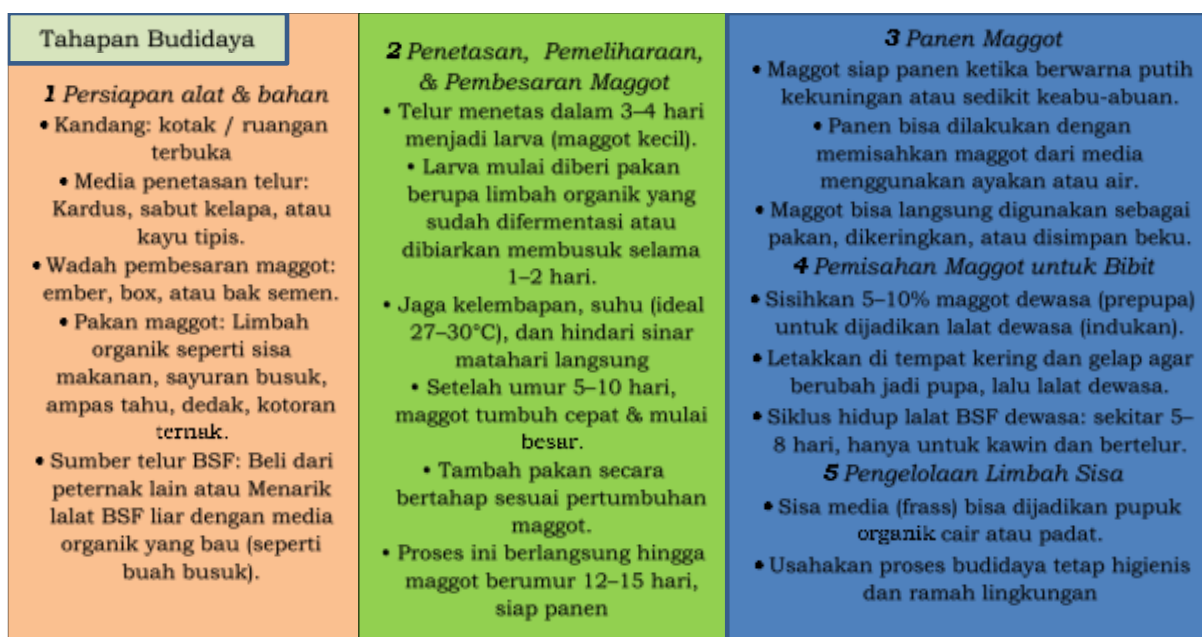 Tahapan Budidaya
1 Persiapan alat & bahan
• Kandang: kotak / ruangan
terbuka
• Media penetasan telur:
Kardus, sabut kelapa, atau
kayu tipis.
• Wadah pembesaran maggot:
ember, box, atau bak semen.
• Pakan maggot: Limbah
organik seperti sisa
makanan, sayuran busuk,
ampas tahu, dedak, kotoran
ternak.
• Sumber telur BSF: Beli dari
peternak lain atau Menarik
lalat BSF liar dengan media
organik yang bau (seperti
buah busuk).
2 Penetasan, Pemeliharaan,
& Pembesaran Maggot
• Telur menetas dalam 3–4 hari
menjadi larva (maggot kecil).
• Larva mulai diberi pakan
berupa limbah organik yang
sudah difermentasi atau
dibiarkan membusuk selama
1–2 hari.
• Jaga kelembapan, suhu (ideal
27–30°C), dan hindari sinar
matahari langsung
• Setelah umur 5–10 hari,
maggot tumbuh cepat & mulai
besar.
• Tambah pakan secara
bertahap sesuai pertumbuhan
maggot.
• Proses ini berlangsung hingga
maggot berumur 12–15 hari,
siap panen
3 Panen Maggot
• Maggot siap panen ketika berwarna putih
kekuningan atau sedikit keabu-abuan.
• Panen bisa dilakukan dengan
memisahkan maggot dari media
menggunakan ayakan atau air.
• Maggot bisa langsung digunakan sebagai
pakan, dikeringkan, atau disimpan beku.
4 Pemisahan Maggot untuk Bibit
• Sisihkan 5–10% maggot dewasa (prepupa)
untuk dijadikan lalat dewasa (indukan).
• Letakkan di tempat kering dan gelap agar
berubah jadi pupa, lalu lalat dewasa.
• Siklus hidup lalat BSF dewasa: sekitar 5–
8 hari, hanya untuk kawin dan bertelur.
5 Pengelolaan Limbah Sisa
• Sisa media (frass) bisa dijadikan pupuk
organik cair atau padat.
• Usahakan proses budidaya tetap higienis
dan ramah lingkungan